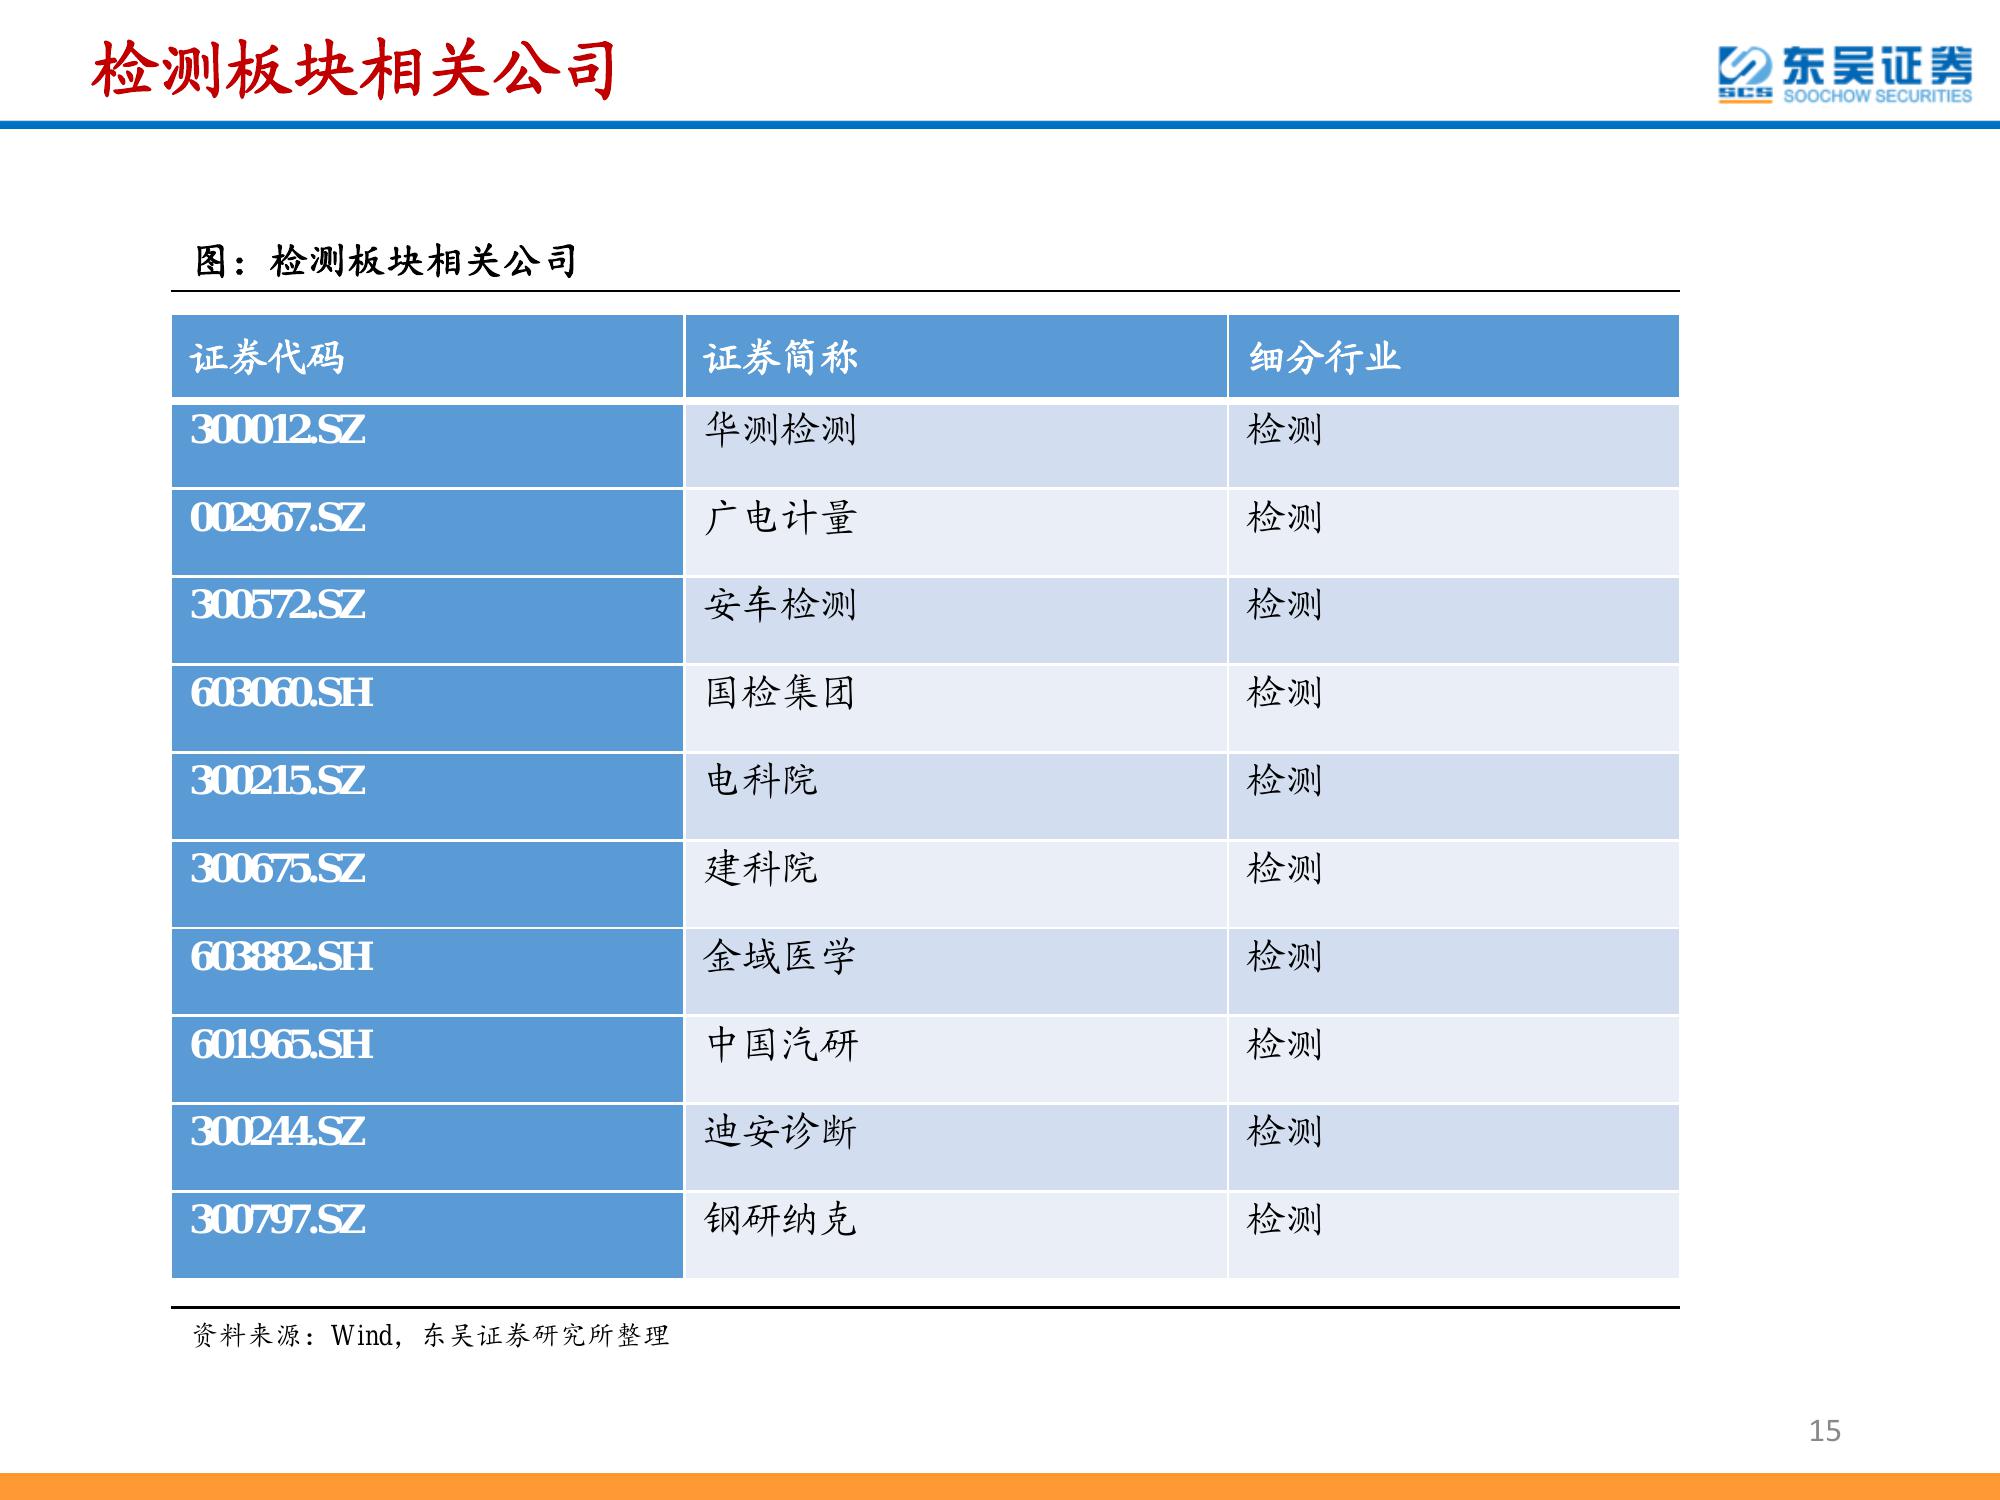 检测板块相关公司
东吴证券
SCS SOOCHOW SECURITIES
图：检测板块相关公司
证券代码 证券简称 细分行业
300012.SZ 华测检测 检测
002967.SZ 广电计量 检测
300572.SZ 安车检测 检测
603060.SH 国检集团 检测
300215.SZ 电科院 检测
300675.SZ 建科院 检测
603882.SH 金域医学 检测
601965.SH 中国汽研 检测
300244.SZ 迪安诊断 检测
300797.SZ 钢研纳克 检测
资料来源：Wind，东吴证券研究所整理
15